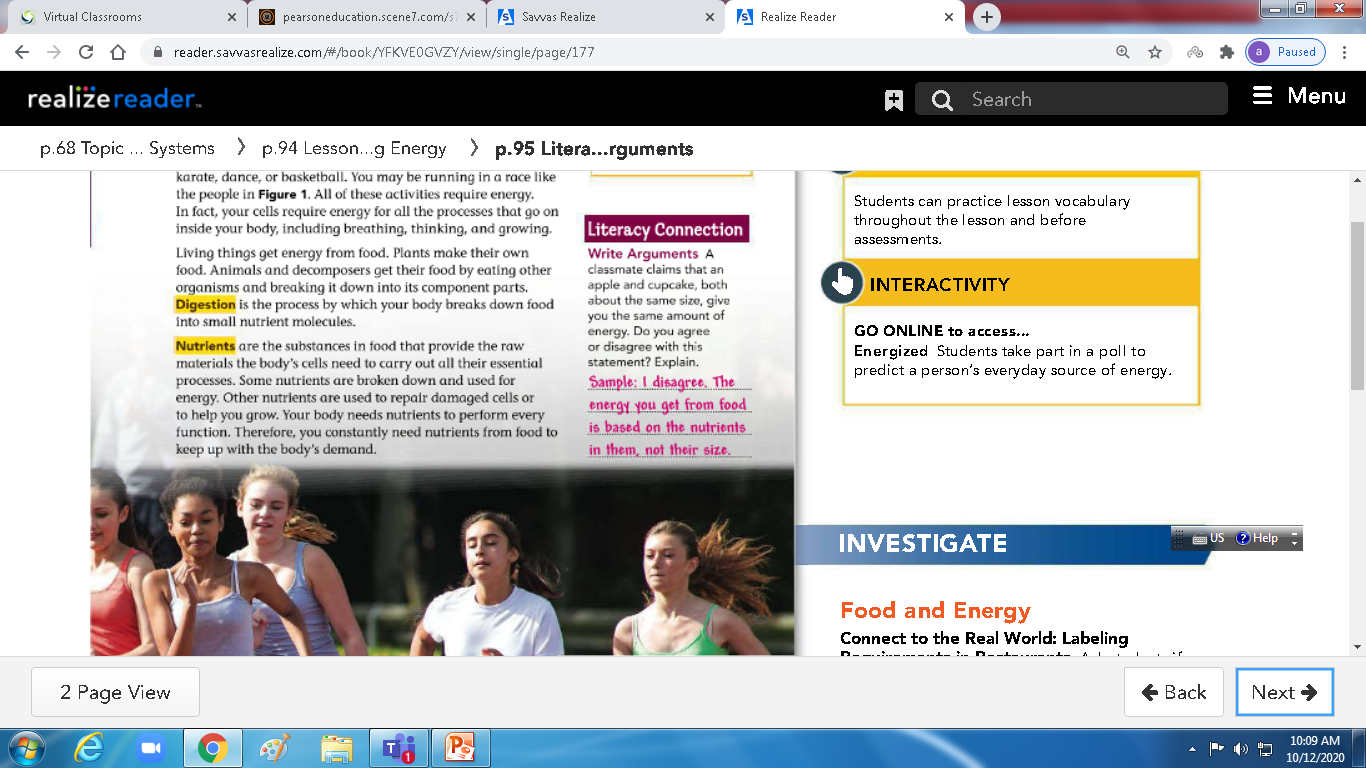 Virtual Classrooms
pearsoneducation.scene7.com/s7
Savvas Realize
Realize Reader
reader.savvasrealize.com/#/book/YFKVE0GVZY/view/single/page/177
a Paused
realizereader
Search
Menu
p.68 Topic ... Systems
p.94 Lesson...g Energy
p.95 Litera...rguments
karate, dance, or basketball. You may be running in a race like
the people in Figure 1. All of these activities require energy.
In fact, your cells require energy for all the processes that go on
inside your body, including breathing, thinking, and growing.
Living things get energy from food. Plants make their own
food. Animals and decomposers get their food by eating other
organisms and breaking it down into its component parts.
Digestion is the process by which your body breaks down food
into small nutrient molecules.
Nutrients are the substances in food that provide the raw
materials the body's cells need to carry out all their essential
processes. Some nutrients are broken down and used for
energy. Other nutrients are used to repair damaged cells or
to help you grow. Your body needs nutrients to perform every
function. Therefore, you constantly need nutrients from food to
keep up with the body's demand.
Literacy Connection
Write Arguments A
classmate claims that an
apple and cupcake, both
about the same size, give
you the same amount of
energy. Do you agree
or disagree with this
statement? Explain.
Sample: I disagree. The
energy you get from food
is based on the nutrients
in them, not their size.
Students can practice lesson vocabulary
throughout the lesson and before
assessments.
INTERACTIVITY
GO ONLINE to access...
Energized Students take part in a poll to
predict a person's everyday source of energy.
INVESTIGATE
US Help
Food and Energy
Connect to the Real World: Labeling
Requirements in Restaurants
2 Page View
Back
Next
1
10:09 AM
10/12/2020